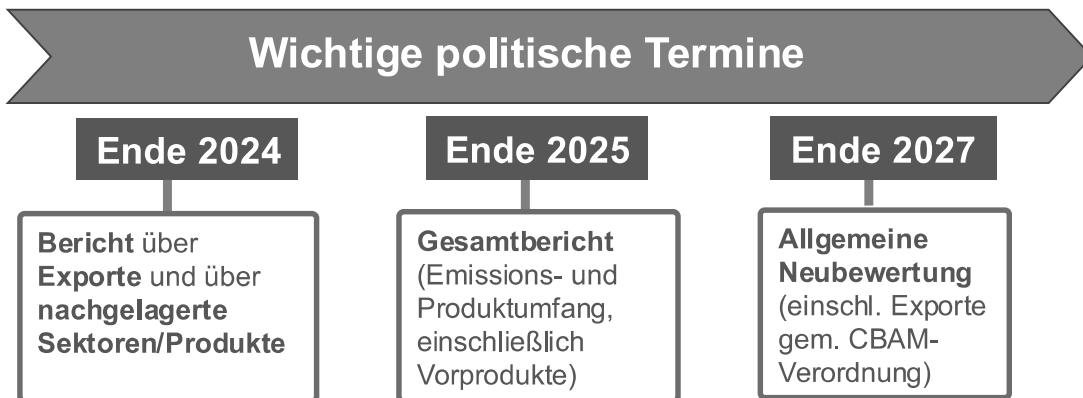 Wichtige politische Termine
Ende 2024
Bericht über
Exporte und über
nachgelagerte
Sektoren/Produkte
Ende 2025
Gesamtbericht
(Emissions- und
Produktumfang,
einschließlich
Vorprodukte)
Ende 2027
Allgemeine
Neubewertung
(einschl. Exporte
gem. CBAM-
Verordnung)